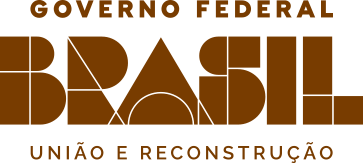 GOVERNO FEDERAL
BRASIL
UNIÃO E RECONSTRUÇÃO